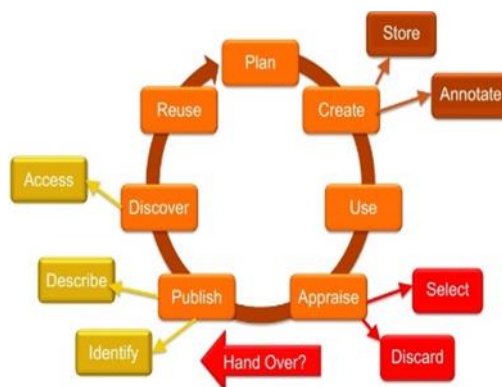 Store
Plan
Annotate
Reuse
Create
Access
Discover
Use
Describe
Publish
Appraise
Select
Identify
Hand Over?
Discard